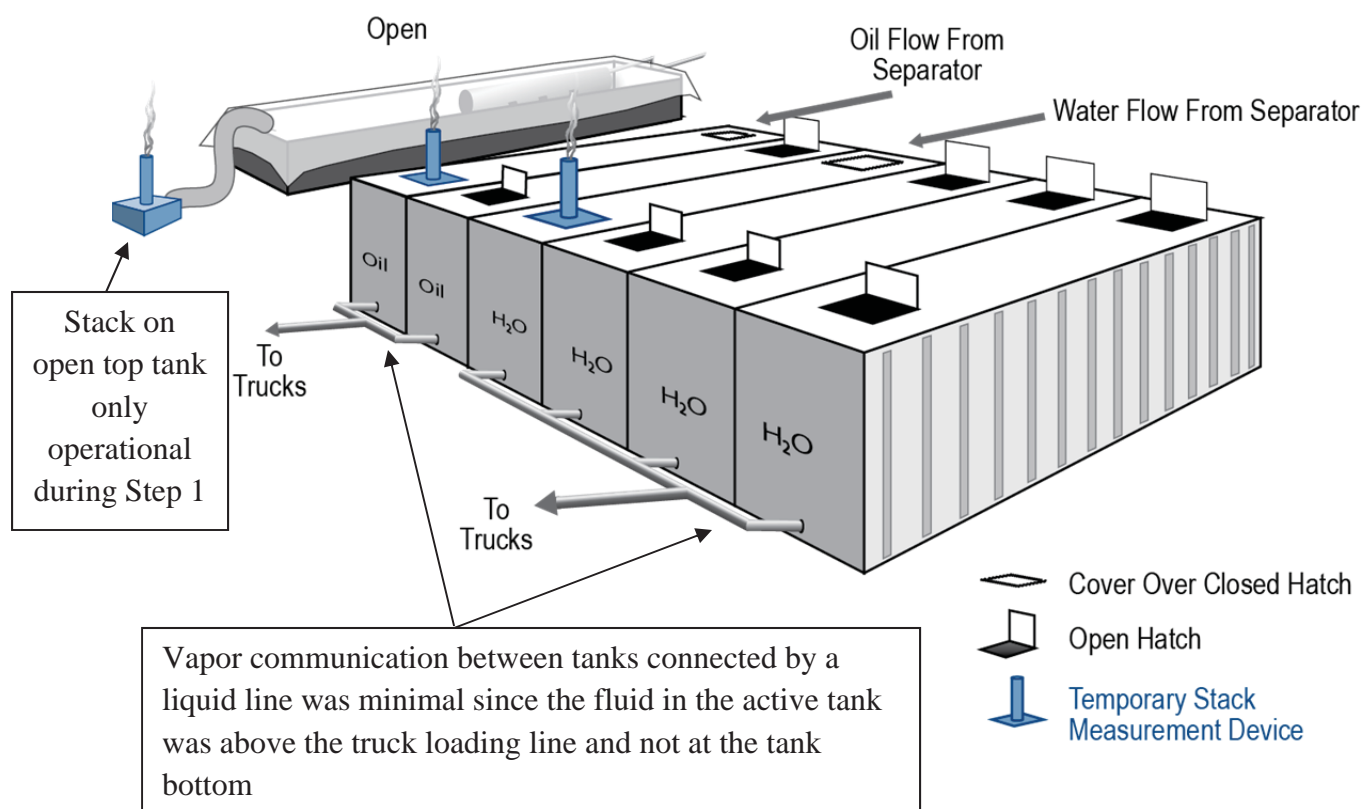 Open
Oil Flow From
Separator
Water Flow From Separator
Oil
Oil
H₂O
H₂O
H₂O
H₂O
To
Trucks
To
Trucks
Stack on
open top tank
only
operational
during Step 1
Cover Over Closed Hatch
Open Hatch
Temporary Stack
Measurement Device
Vapor communication between tanks connected by a
liquid line was minimal since the fluid in the active tank
was above the truck loading line and not at the tank
bottom